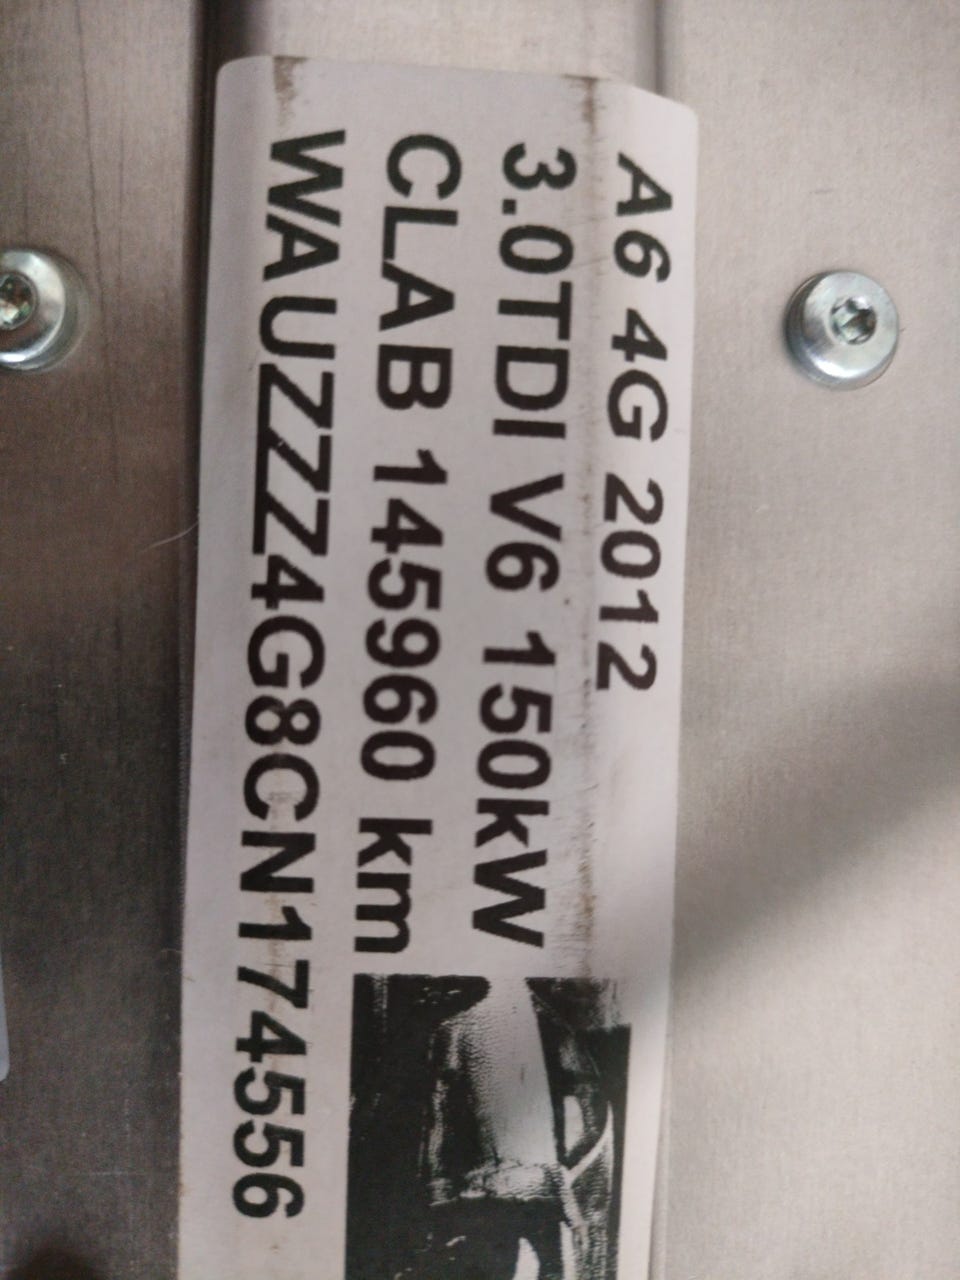 A6 4G 2012
3.0TDI V6 150kW
CLAB 145960 km
WAUZZZ4G8CN174556